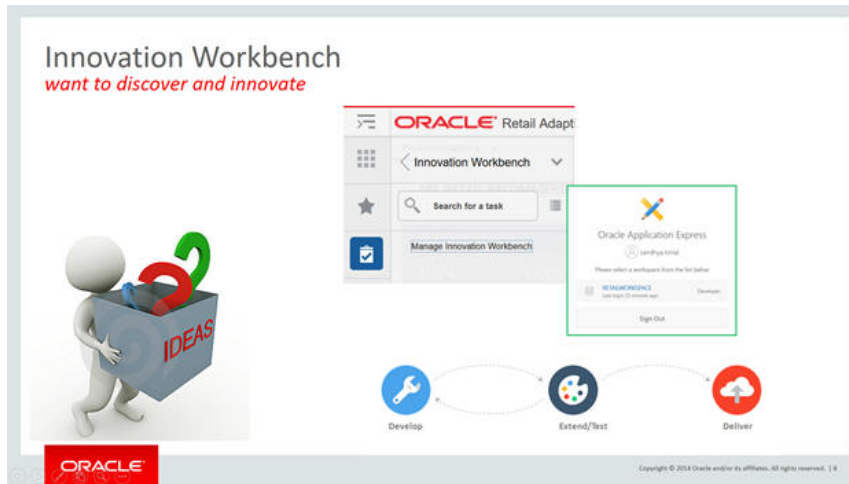 Innovation Workbench
want to discover and innovate
ORACLE® Retail Adapt
Innovation Workbench
Search for a task
Manage Innovation Workbench
Oracle Application Express
Please select a workspace from the list below
RETAILWORKSPACE
Developer
Sign Out
IDEAS
Develop
Extend/Test
Deliver
ORACLE®
Copyright © 2014 Oracle and/or its affiliates. All rights reserved. | 8